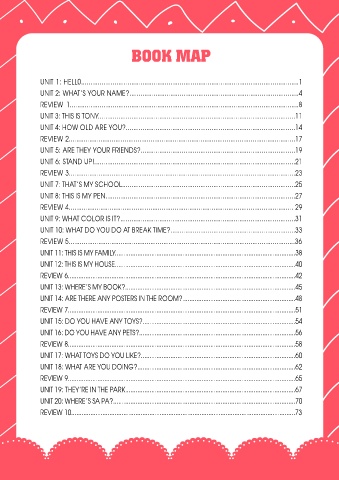 BOOK MAP
UNIT 1: HELLO..........1
UNIT 2: WHAT'S YOUR NAME?..........4
REVIEW 1..........8
UNIT 3: THIS IS TONY..........11
UNIT 4: HOW OLD ARE YOU?..........14
REVIEW 2..........17
UNIT 5: ARE THEY YOUR FRIENDS?..........19
UNIT 6: STAND UP!..........21
REVIEW 3..........23
UNIT 7: THAT'S MY SCHOOL..........25
UNIT 8: THIS IS MY PEN..........27
REVIEW 4..........29
UNIT 9: WHAT COLOR IS IT?..........31
UNIT 10: WHAT DO YOU DO AT BREAK TIME?..........33
REVIEW 5..........36
UNIT 11: THIS IS MY FAMILY..........38
UNIT 12: THIS IS MY HOUSE..........40
REVIEW 6..........42
UNIT 13: WHERE'S MY BOOK?..........45
UNIT 14: ARE THERE ANY POSTERS IN THE ROOM?..........48
REVIEW 7..........51
UNIT 15: DO YOU HAVE ANY TOYS?..........54
UNIT 16: DO YOU HAVE ANY PETS?..........56
REVIEW 8..........58
UNIT 17: WHAT TOYS DO YOU LIKE?..........60
UNIT 18: WHAT ARE YOU DOING?..........62
REVIEW 9..........65
UNIT 19: THEY'RE IN THE PARK..........67
UNIT 20: WHERE'S SA PA?..........70
REVIEW 10..........73